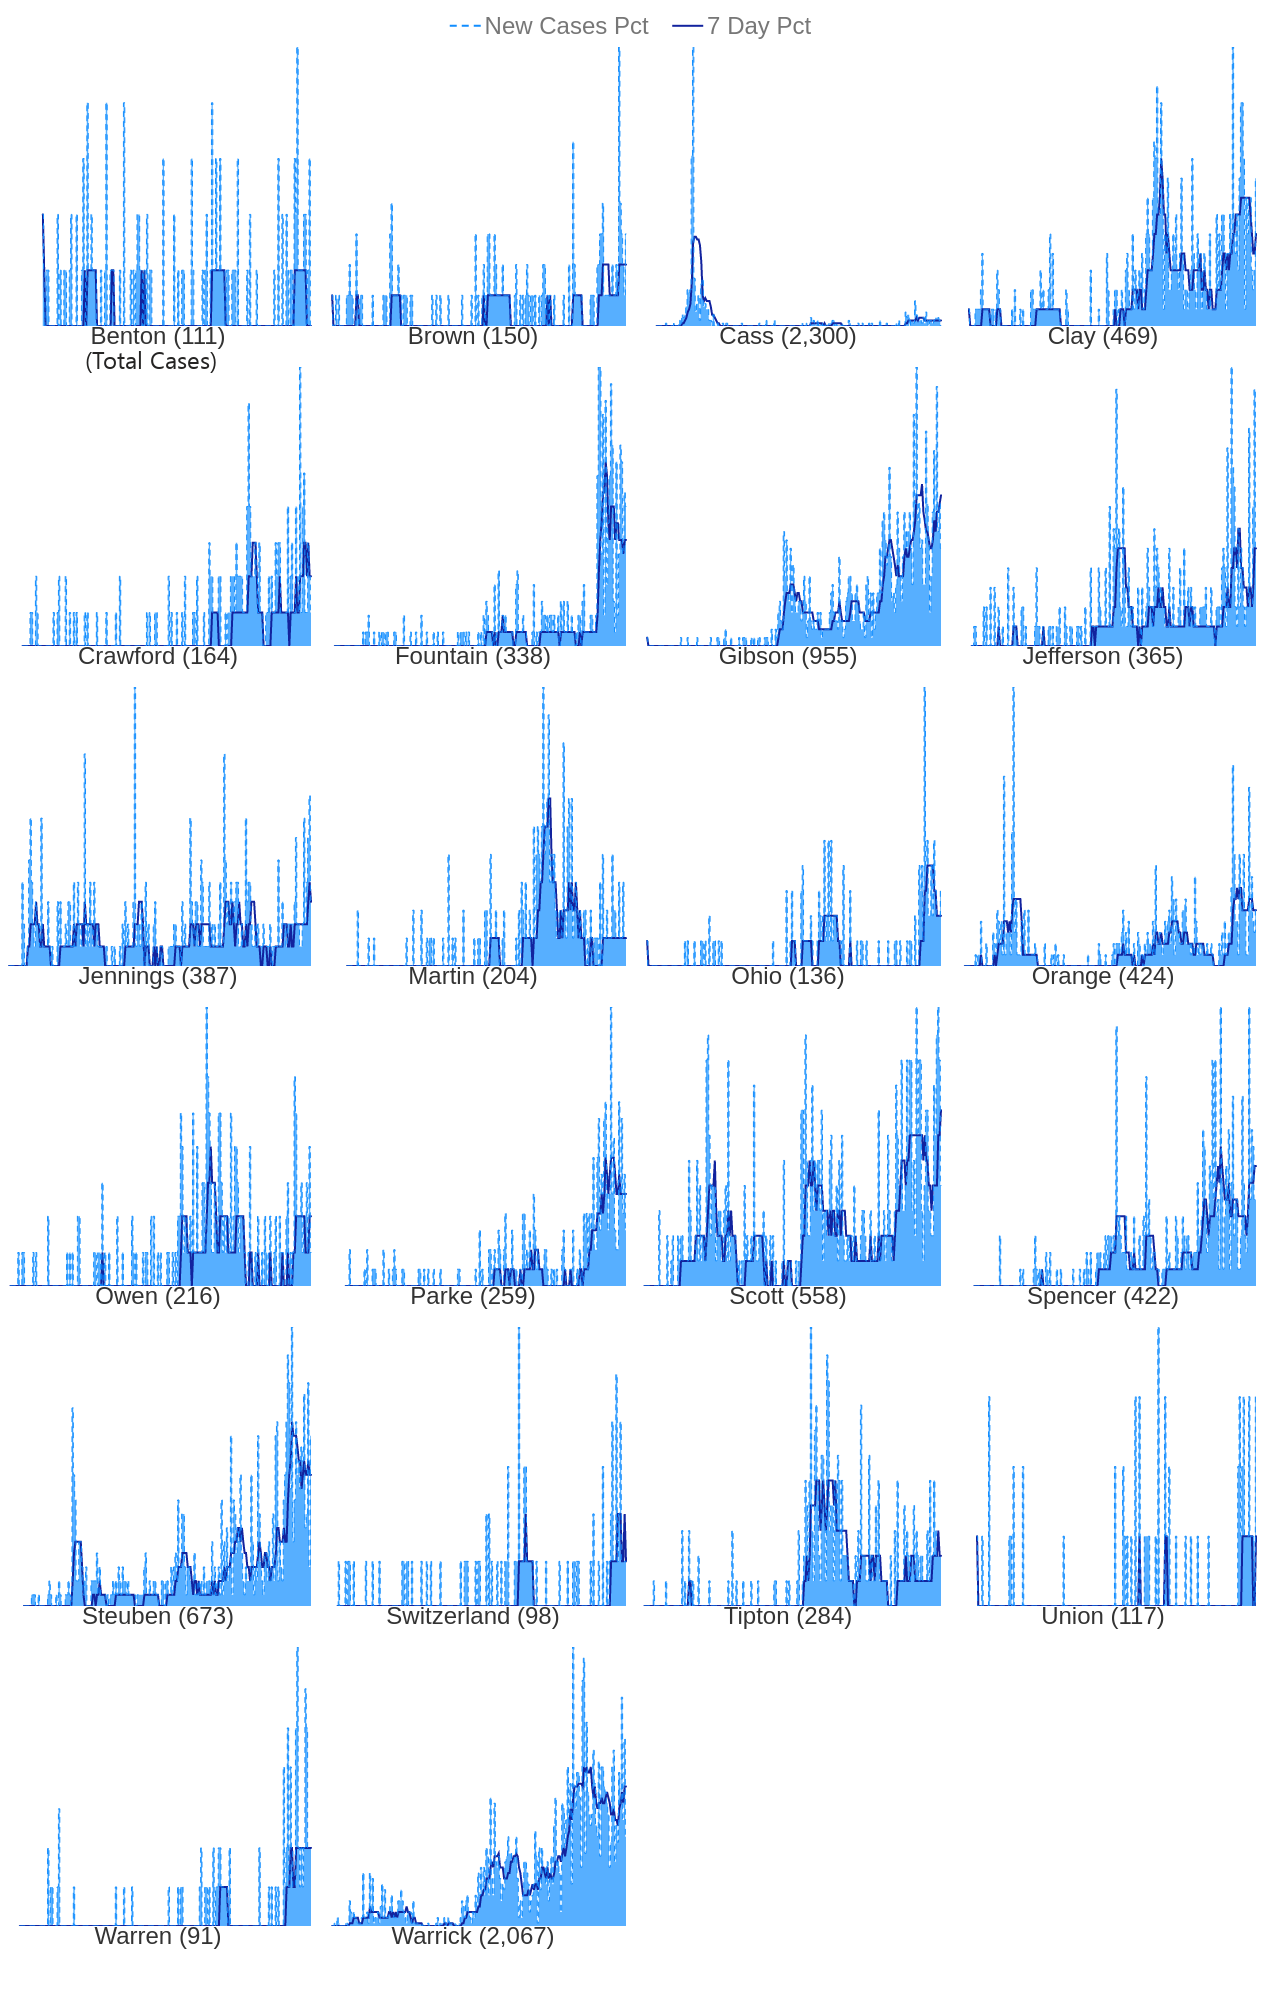 New Cases Pct 7 Day Pct
Benton (111) Brown (150) Cass (2,300) Clay (469)
(Total Cases)
Crawford (164) Fountain (338) Gibson (955) Jefferson (365)
Jennings (387) Martin (204) Ohio (136) Orange (424)
Owen (216) Parke (259) Scott (558) Spencer (422)
Steuben (673) Switzerland (98) Tipton (284) Union (117)
Warren (91) Warrick (2,067)